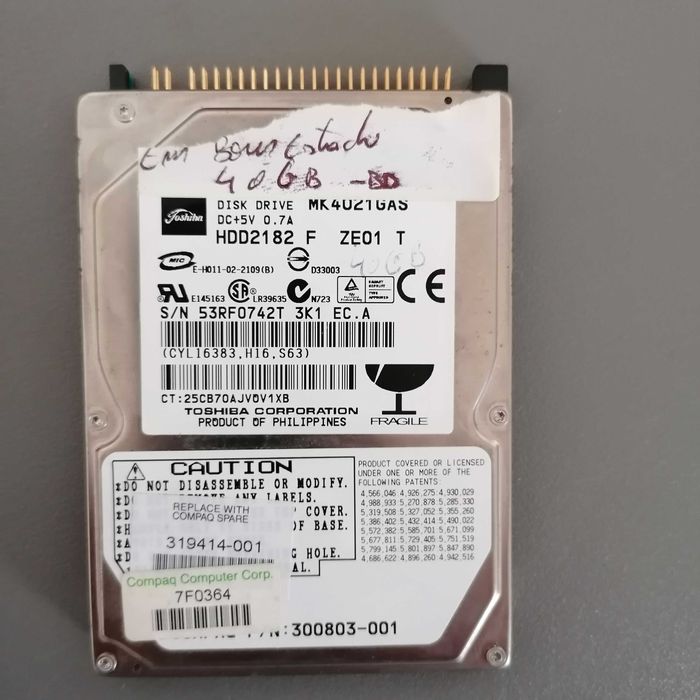 Em Bom Estado
40GB -BD
Toshiba
DISK DRIVE MK4021GAS
DC+5V 0.7A
HDD2182 F ZE01 T
40GB
MIC
E-H011-02-2109(B)
D33003
E145163
LR39635
N723
CE
S/N 53RF0742T 3K1 EC.A
(CYL16383,H16,S63)
CT:25CB70AJV0V1XB
TOSHIBA CORPORATION
PRODUCT OF PHILIPPINES
FRAGILE
CAUTION
DO NOT DISASSEMBLE OR MODIFY.
ANY LABELS.
COVER.
OF BASE.
NG HOLE.
AL.
REPLACE WITH
COMPAQ SPARE
319414-001
Compaq Computer Corp.
7F0364
P/N:300803-001
PRODUCT COVERED OR LICENSED
UNDER ONE OR MORE OF THE
FOLLOWING PATENTS:
4,566,046 4,926,275 4,930,029
4,988,933 5,270,878 5,285,330
5,319,508 5,327,052 5,355,260
5,386,402 5,432,414 5,490,022
5,572,382 5,585,701 5,671,099
5,677,811 5,729,405 5,751,519
5,799,145 5,801,897 5,847,890
4,686,622 4,896,260 4,942,516